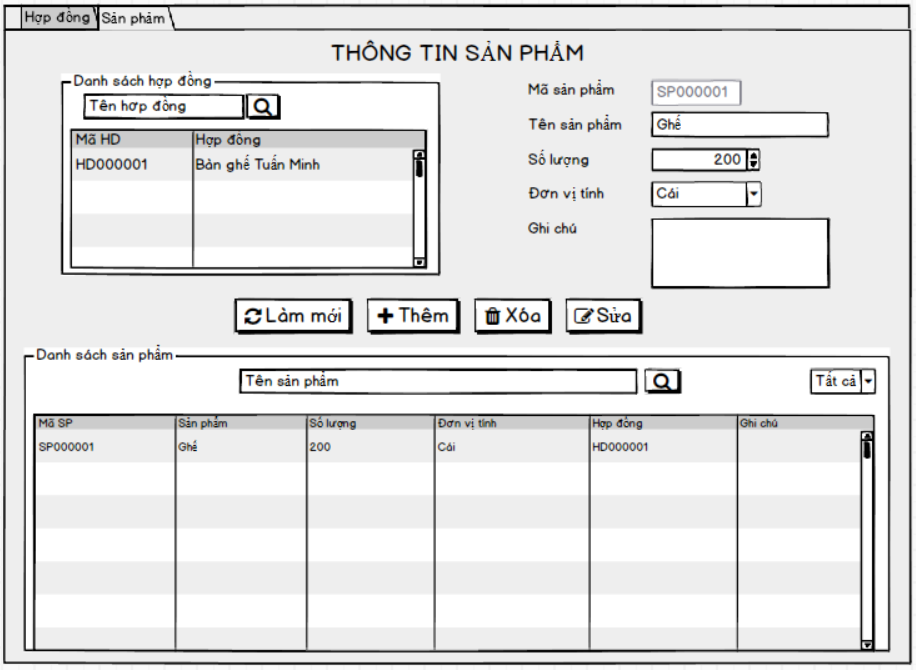 Hợp đồng Sản phẩm
THÔNG TIN SẢN PHẨM
Danh sách hợp đồng
Tên hơp đồng
Mã HD Hợp đồng
HD000001 Bàn ghế Tuấn Minh
Mã sản phẩm SP000001
Tên sản phẩm Ghế
Số lượng 200
Đơn vị tính Cái
Ghi chú
Làm mới Thêm Xóa Sửa
Danh sách sản phẩm
Tên sản phẩm Tất cả
Mã SP Sản phẩm Số lượng Đơn vị tính Hợp đồng Ghi chú
SP000001 Ghế 200 Cái HD000001